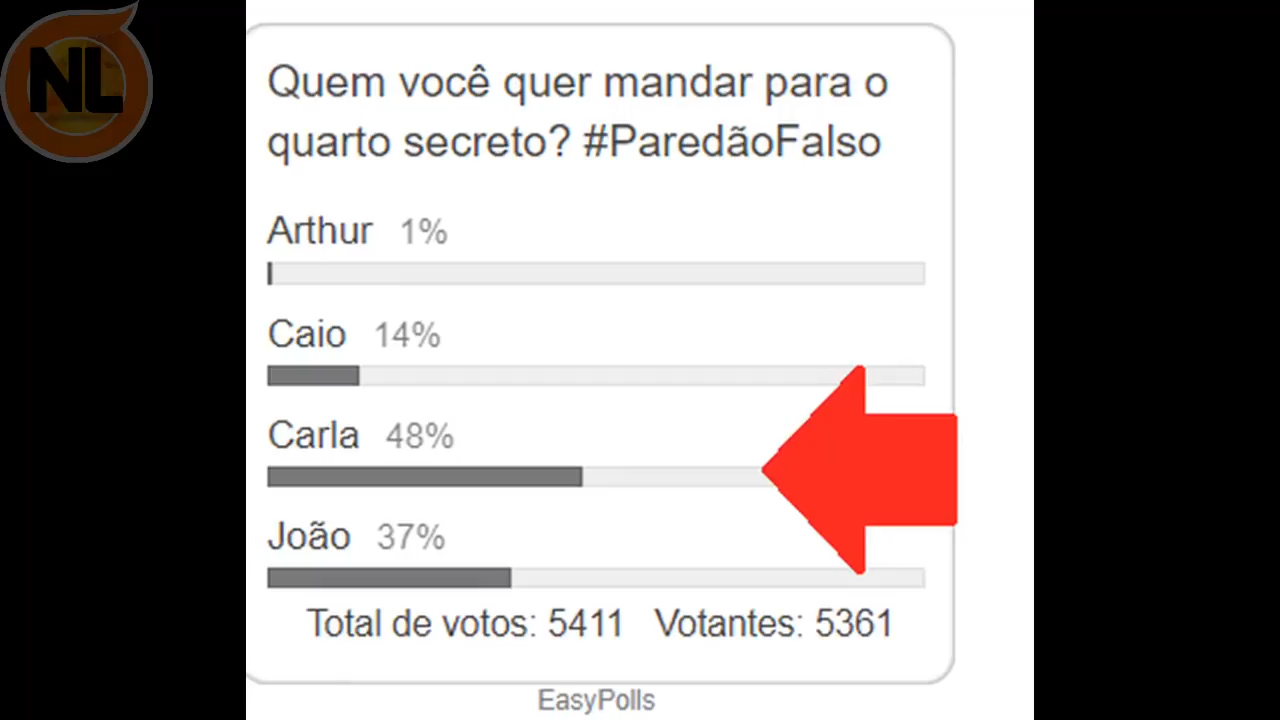 NL
Quem você quer mandar para o
quarto secreto? #ParedãoFalso
Arthur 1%
Caio 14%
Carla 48%
João 37%
Total de votos: 5411 Votantes: 5361
EasyPolls